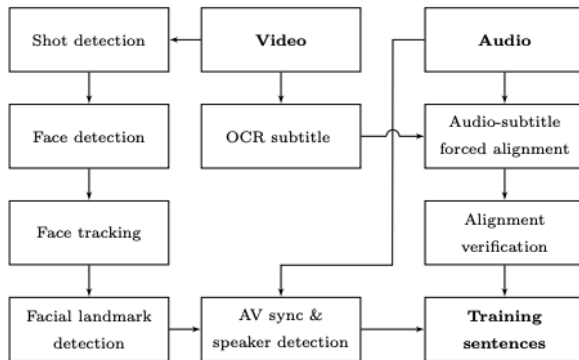 Shot detection
Video
Audio
Face detection
OCR subtitle
Audio-subtitle
forced alignment
Face tracking
Alignment
verification
Facial landmark
detection
AV sync &
speaker detection
Training
sentences